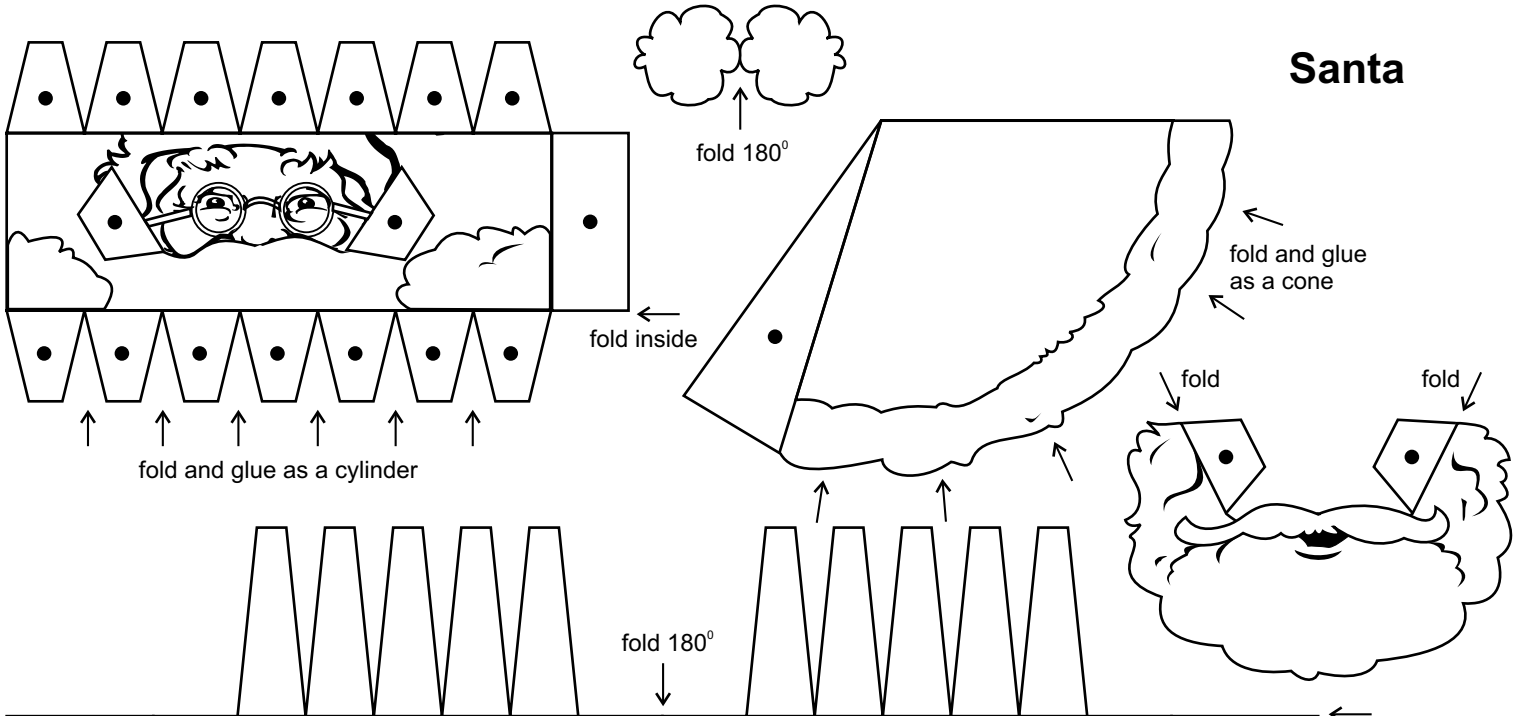 Santa
fold 180⁰
fold and glue
as a cone
fold inside
fold
fold
fold and glue as a cylinder
fold 180⁰